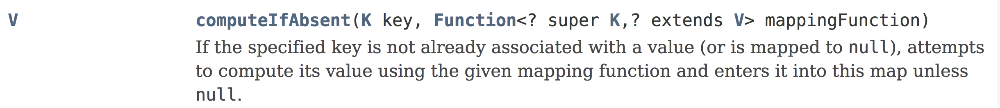 V computeIfAbsent(K key, Function<? super K,? extends V> mappingFunction)
If the specified key is not already associated with a value (or is mapped to null), attempts
to compute its value using the given mapping function and enters it into this map unless
null.